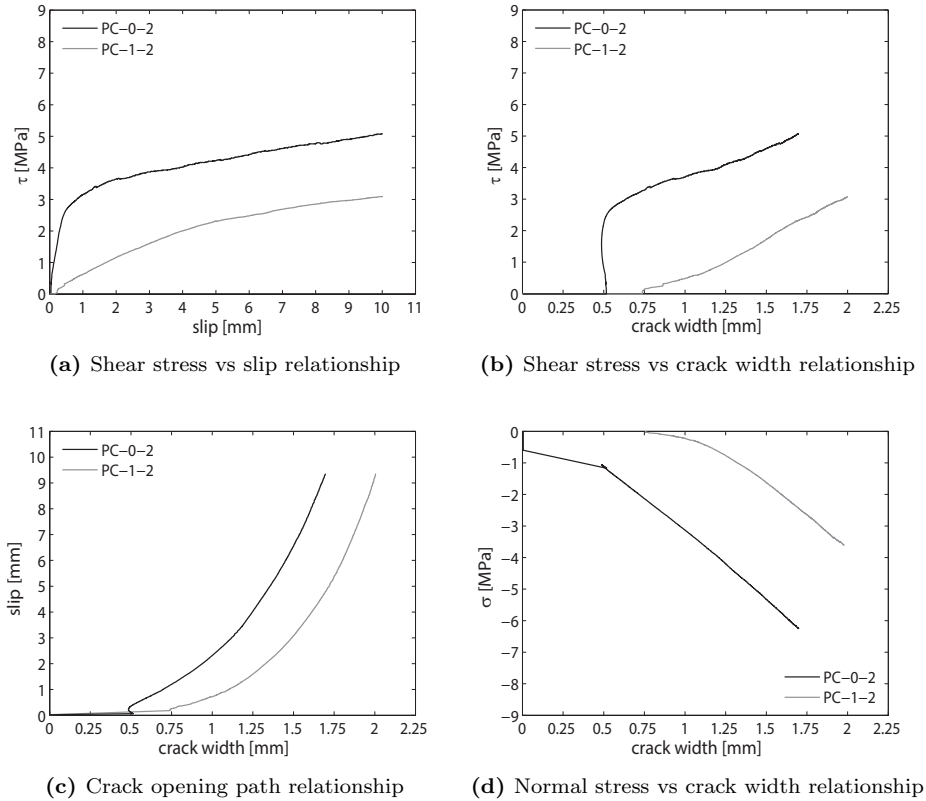 9
8
7
6
5
4
3
2
1
0
τ [MPa]
PC−0−2
PC−1−2
0 1 2 3 4 5 6 7 8 9 10 11
slip [mm]
(a) Shear stress vs slip relationship
9
8
7
6
5
4
3
2
1
0
τ [MPa]
PC−0−2
PC−1−2
0 0.25 0.5 0.75 1 1.25 1.5 1.75 2 2.25
crack width [mm]
(b) Shear stress vs crack width relationship
11
10
9
8
7
6
5
4
3
2
1
0
slip [mm]
PC−0−2
PC−1−2
0 0.25 0.5 0.75 1 1.25 1.5 1.75 2 2.25
crack width [mm]
(c) Crack opening path relationship
0
−1
−2
−3
−4
−5
−6
−7
−8
−9
σ [MPa]
PC−0−2
PC−1−2
0 0.25 0.5 0.75 1 1.25 1.5 1.75 2 2.25
crack width [mm]
(d) Normal stress vs crack width relationship